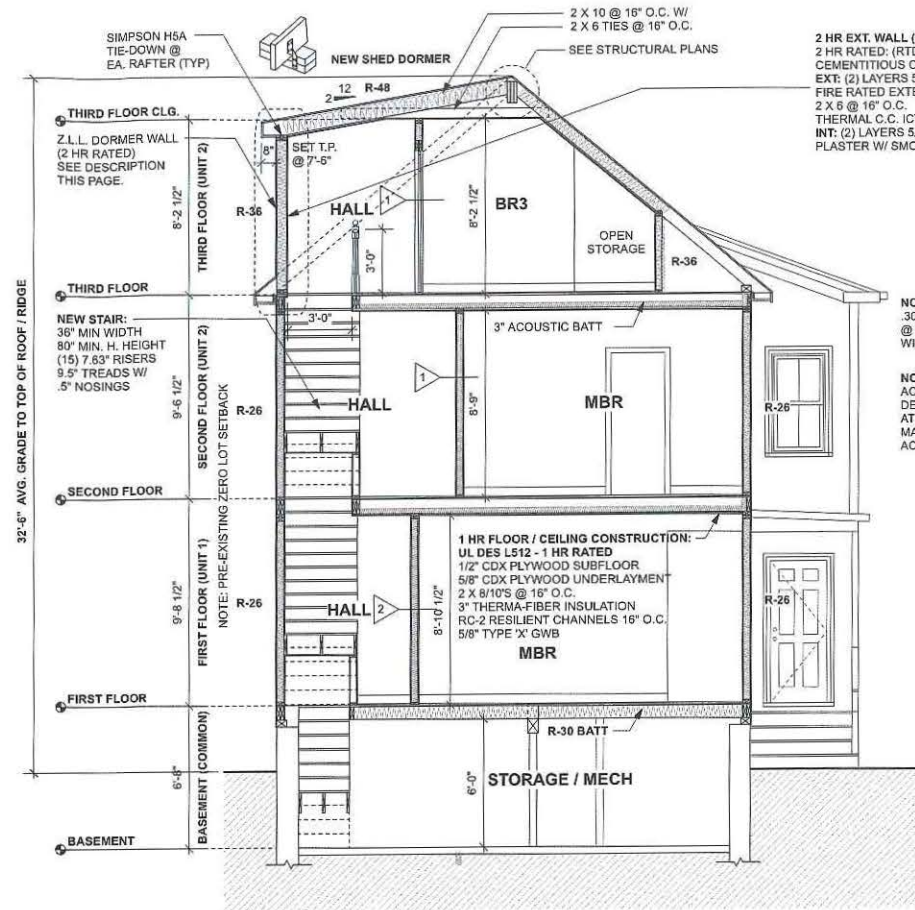 SIMPSON H5A
TIE-DOWN @
EA. RAFTER (TYP)
NEW SHED DORMER
2 X 10 @ 16" O.C. W/
2 X 6 TIES @ 16" O.C.
SEE STRUCTURAL PLANS
2 HR EXT. WALL (
2 HR RATED: (RTD
CEMENTITIOUS C
EXT: (2) LAYERS 5
FIRE RATED EXTE
2 X 6 @ 16" O.C.
THERMAL C.C. IC
INT: (2) LAYERS 5/
PLASTER W/ SMO
12
2
R-48
THIRD FLOOR CLG.
Z.L.L. DORMER WALL
(2 HR RATED)
SEE DESCRIPTION
THIS PAGE.
8"
SET T.P.
@ 7'-6"
8'-2 1/2"
THIRD FLOOR (UNIT 2)
R-36
HALL
1
8'-2 1/2"
BR3
3'-0"
OPEN
STORAGE
R-36
THIRD FLOOR
NEW STAIR:
36" MIN WIDTH
80" MIN. H. HEIGHT
(15) 7.63" RISERS
9.5" TREADS W/
.5" NOSINGS
3'-0"
3" ACOUSTIC BATT
32'-6" AVG. GRADE TO TOP OF ROOF / RIDGE
9'-6 1/2"
SECOND FLOOR (UNIT 2)
R-26
NOTE: PRE-EXISTING ZERO LOT SETBACK
HALL
1
8'-9"
MBR
R-26
NO
.30
@
WI
NO
AC
DE
AT
MA
AC
SECOND FLOOR
1 HR FLOOR / CEILING CONSTRUCTION:
UL DES L512 - 1 HR RATED
1/2" CDX PLYWOOD SUBFLOOR
5/8" CDX PLYWOOD UNDERLAYMENT
2 X 8/10'S @ 16" O.C.
3" THERMA-FIBER INSULATION
RC-2 RESILIENT CHANNELS 16" O.C.
5/8" TYPE 'X' GWB
9'-8 1/2"
FIRST FLOOR (UNIT 1)
R-26
HALL
2
8'-10 1/2"
MBR
R-26
FIRST FLOOR
R-30 BATT
6'-8"
BASEMENT (COMMON)
6'-0"
STORAGE / MECH
BASEMENT